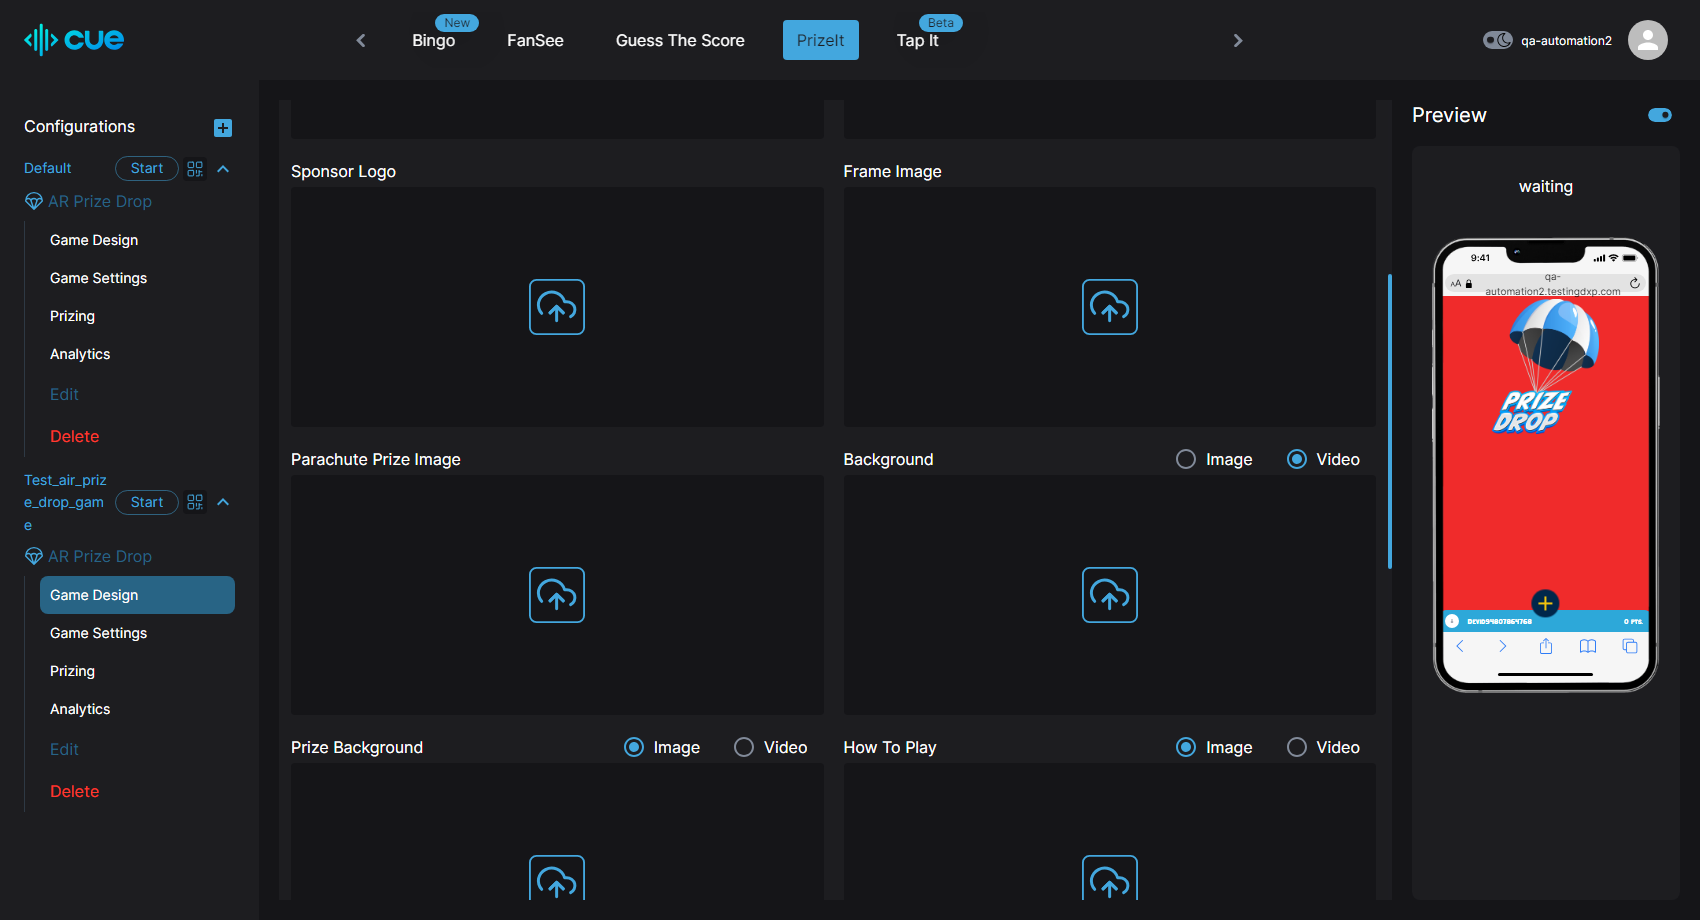 cue
New
Bingo
FanSee
Guess The Score
PrizeIt
Beta
Tap It
qa-automation2
Configurations
Default
Start
AR Prize Drop
Game Design
Game Settings
Prizing
Analytics
Edit
Delete
Test_air_priz
e_drop_gam
e
Start
AR Prize Drop
Game Design
Game Settings
Prizing
Analytics
Edit
Delete
Sponsor Logo
Frame Image
Parachute Prize Image
Background
Image
Video
Prize Background
Image
Video
How To Play
Image
Video
Preview
waiting
9:41
AA
qa-
automation2.testingdxp.com
PRIZE
DROP
0 PTS.